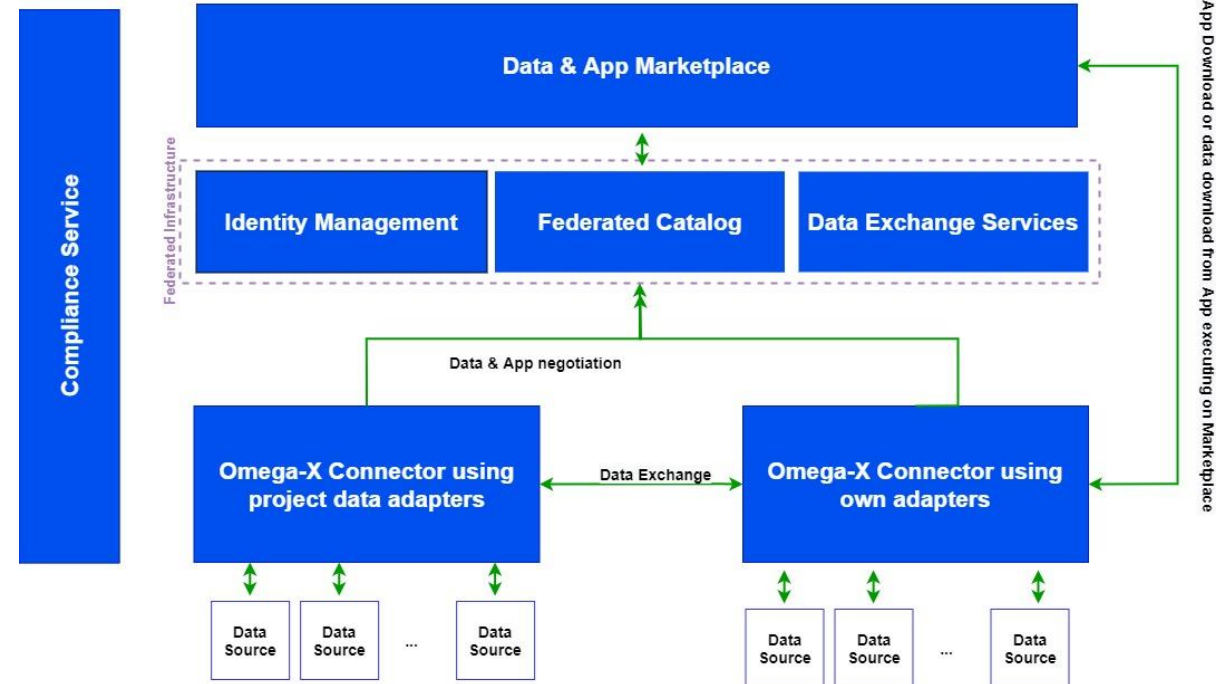 Compliance Service
Data & App Marketplace
Federated Infrastructure
Identity Management
Federated Catalog
Data Exchange Services
App Download or data download from App executing on Marketplace
Data & App negotiation
Omega-X Connector using
project data adapters
Data Exchange
Omega-X Connector using
own adapters
Data
Source
Data
Source
...
Data
Source
Data
Source
Data
Source
...
Data
Source